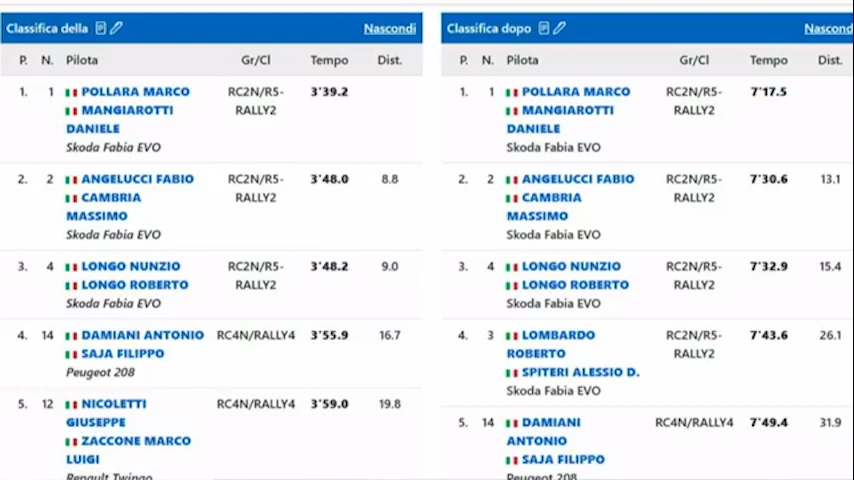 Classifica della Nascondi
P. N. Pilota Gr/Cl Tempo Dist.
1. 1 POLLARA MARCO RC2N/R5- 3'39.2
MANGIAROTTI RALLY2
DANIELE
Skoda Fabia EVO
2. 2 ANGELUCCI FABIO RC2N/R5- 3'48.0 8.8
CAMBRIA RALLY2
MASSIMO
Skoda Fabia EVO
3. 4 LONGO NUNZIO RC2N/R5- 3'48.2 9.0
LONGO ROBERTO RALLY2
Skoda Fabia EVO
4. 14 DAMIANI ANTONIO RC4N/RALLY4 3'55.9 16.7
SAJA FILIPPO
Peugeot 208
5. 12 NICOLETTI RC4N/RALLY4 3'59.0 19.8
GIUSEPPE
ZACCONE MARCO
LUIGI
Renault Twingo
Classifica dopo Nascond
P. N. Pilota Gr/Cl Tempo Dist.
1. 1 POLLARA MARCO RC2N/R5- 7'17.5
MANGIAROTTI RALLY2
DANIELE
Skoda Fabia EVO
2. 2 ANGELUCCI FABIO RC2N/R5- 7'30.6 13.1
CAMBRIA RALLY2
MASSIMO
Skoda Fabia EVO
3. 4 LONGO NUNZIO RC2N/R5- 7'32.9 15.4
LONGO ROBERTO RALLY2
Skoda Fabia EVO
4. 3 LOMBARDO RC2N/R5- 7'43.6 26.1
ROBERTO RALLY2
SPITERI ALESSIO D.
Skoda Fabia EVO
5. 14 DAMIANI RC4N/RALLY4 7'49.4 31.9
ANTONIO
SAJA FILIPPO
Peugeot 208